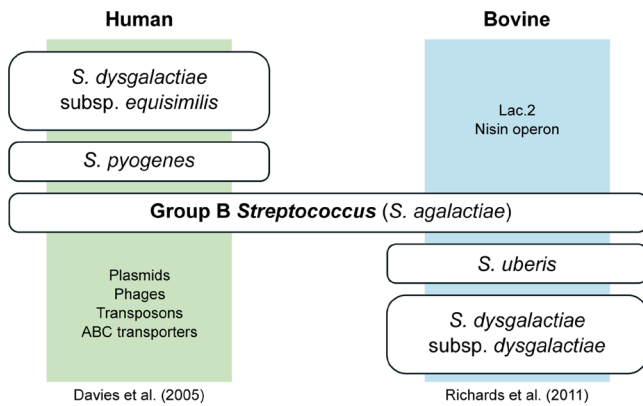 Human
Bovine
S. dysgalactiae
subsp. equisimilis
Lac.2
Nisin operon
S. pyogenes
Group B Streptococcus (S. agalactiae)
S. uberis
Plasmids
Phages
Transposons
ABC transporters
S. dysgalactiae
subsp. dysgalactiae
Davies et al. (2005)
Richards et al. (2011)